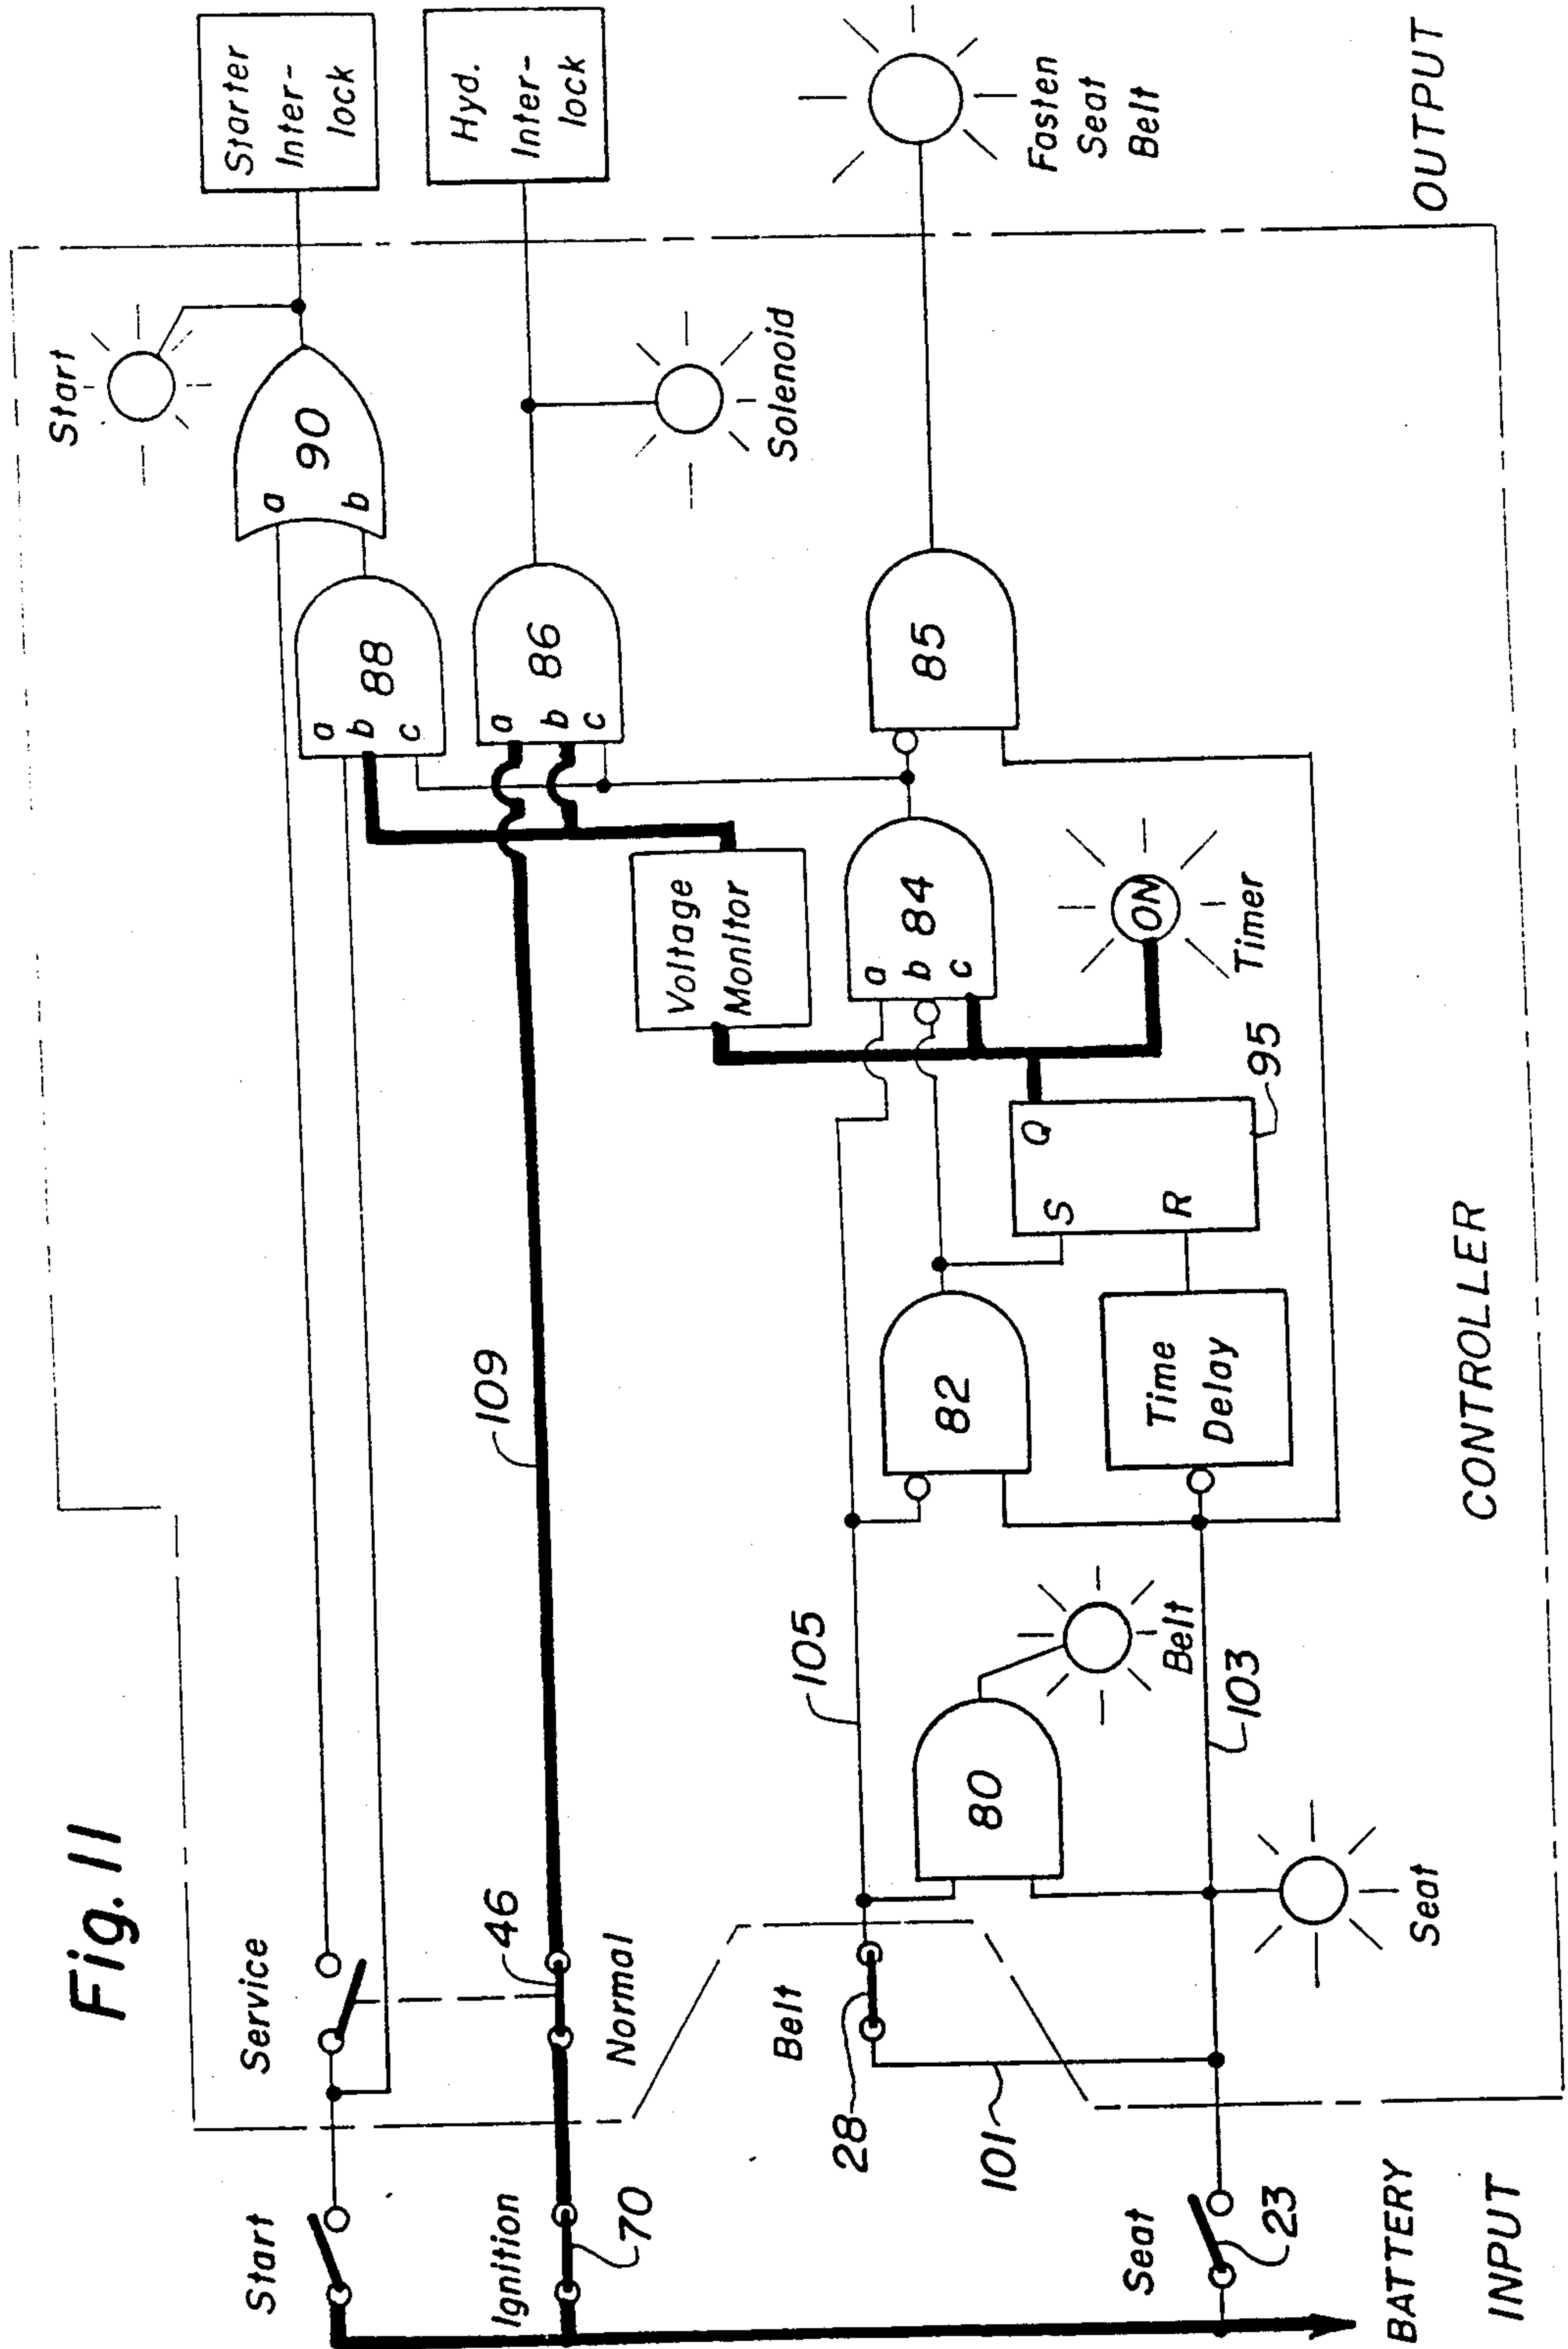 Fig. 11
Start
Service
Start
Starter
Inter-
lock
a
b
90
a
b
c
88
Ignition
70
46
Normal
109
a
b
c
86
Hyd.
Inter-
lock
Solenoid
Voltage
Monitor
28
Belt
101
105
80
Belt
82
a
b
c
84
85
Fasten
Seat
Belt
S
Q
R
95
ON
Timer
Time
Delay
Seat
23
103
Seat
BATTERY
INPUT
CONTROLLER
OUTPUT